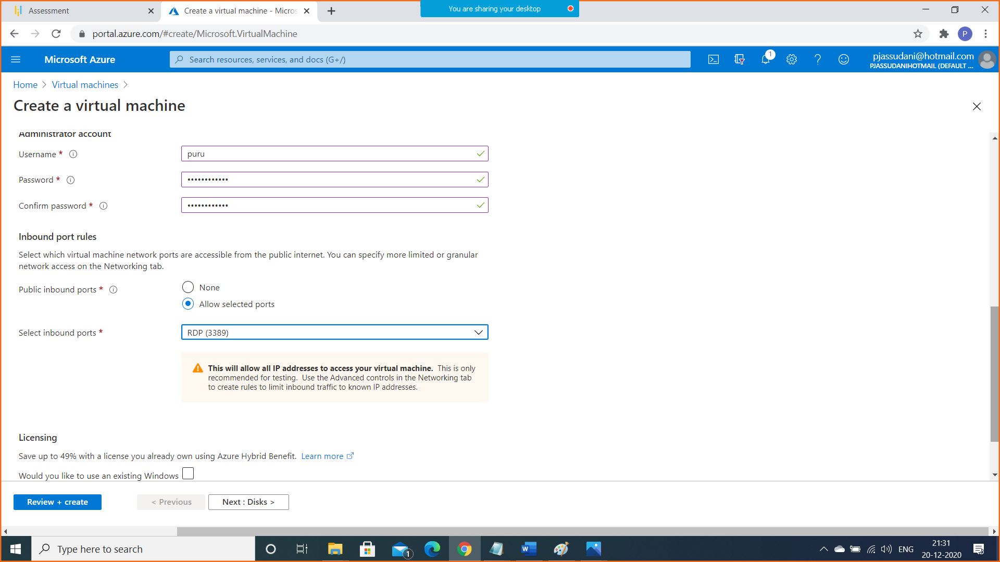 Assessment
Create a virtual machine - Micros
You are sharing your desktop
portal.azure.com/#create/Microsoft.VirtualMachine
P
Microsoft Azure
Search resources, services, and docs (G+/)
1
pjassudani@hotmail.com
PJASSUDANIHOTMAIL (DEFAULT ...
Home > Virtual machines >
Create a virtual machine
Administrator account
Username *
puru
Password *
••••••••••••
Confirm password *
••••••••••••
Inbound port rules
Select which virtual machine network ports are accessible from the public internet. You can specify more limited or granular
network access on the Networking tab.
Public inbound ports *
None
Allow selected ports
Select inbound ports *
RDP (3389)
This will allow all IP addresses to access your virtual machine. This is only
recommended for testing. Use the Advanced controls in the Networking tab
to create rules to limit inbound traffic to known IP addresses.
Licensing
Save up to 49% with a license you already own using Azure Hybrid Benefit. Learn more
Would you like to use an existing Windows
Review + create
< Previous
Next : Disks >
Type here to search
1
ENG
21:31
20-12-2020